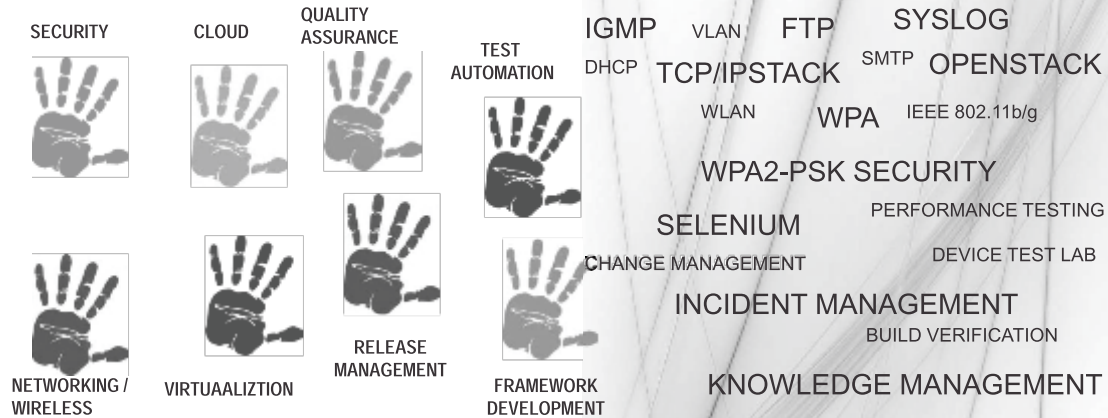 SECURITY
CLOUD
QUALITY
ASSURANCE
TEST
AUTOMATION
NETWORKING /
WIRELESS
VIRTUAALIZTION
RELEASE
MANAGEMENT
FRAMEWORK
DEVELOPMENT
IGMP VLAN FTP SYSLOG
DHCP TCP/IPSTACK SMTP OPENSTACK
WLAN WPA IEEE 802.11b/g
WPA2-PSK SECURITY
PERFORMANCE TESTING
SELENIUM
DEVICE TEST LAB
CHANGE MANAGEMENT
INCIDENT MANAGEMENT
BUILD VERIFICATION
KNOWLEDGE MANAGEMENT